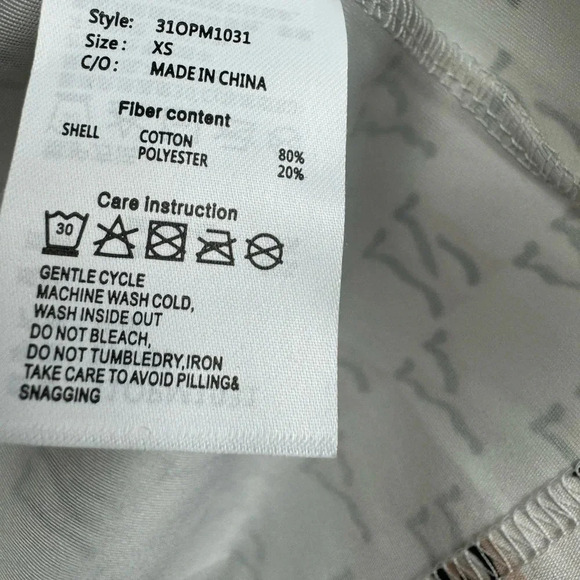 Style: 31OPM1031
Size: XS
C/O: MADE IN CHINA
Fiber content
SHELL COTTON 80%
POLYESTER 20%
Care instruction
30
GENTLE CYCLE
MACHINE WASH COLD,
WASH INSIDE OUT
DO NOT BLEACH,
DO NOT TUMBLEDRY,IRON
TAKE CARE TO AVOID PILLING&
SNAGGING